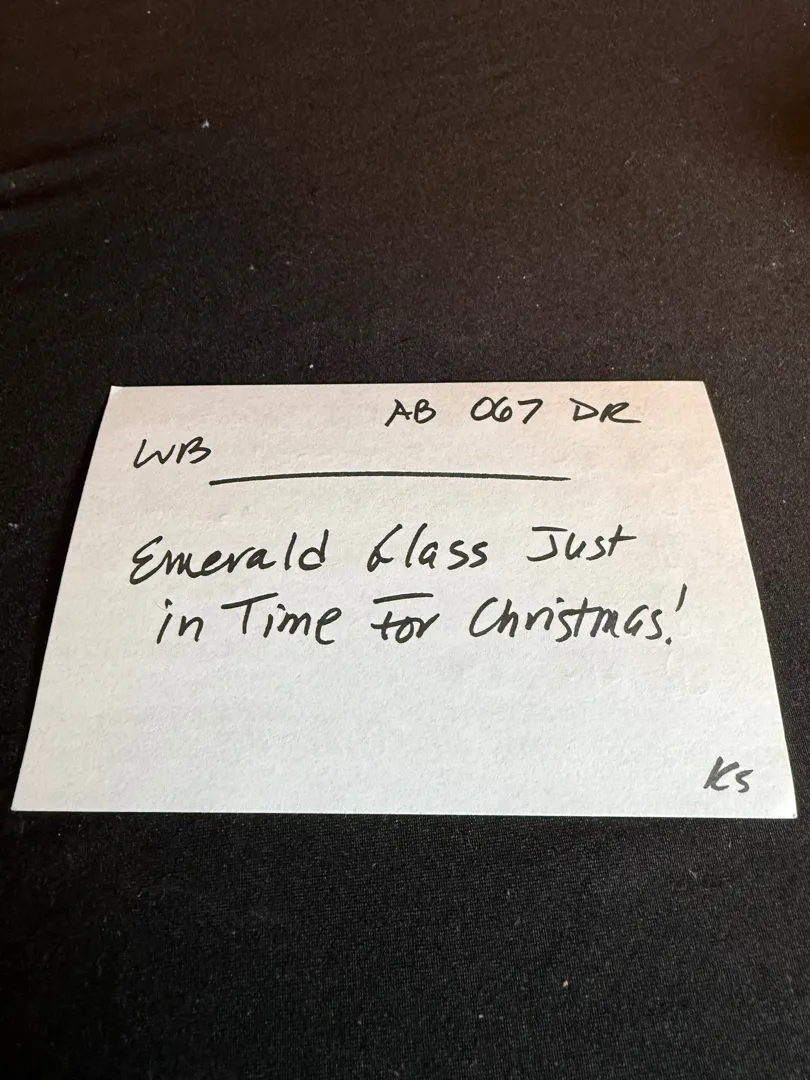 AB 067 DR
WB
Emerald Glass Just
in Time For Christmas!
KS